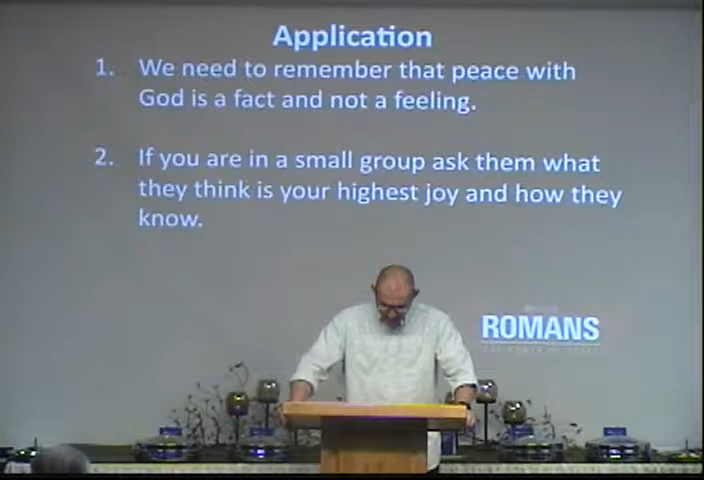 Application
1. We need to remember that peace with
God is a fact and not a feeling.
2. If you are in a small group ask them what
they think is your highest joy and how they
know.
ROMANS